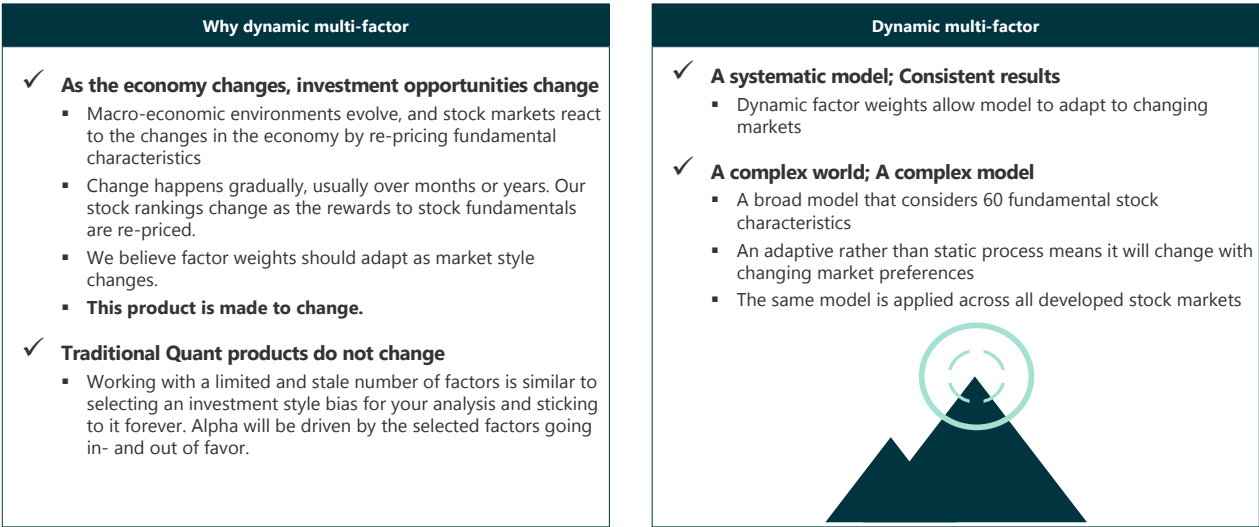 Why dynamic multi-factor
✓ As the economy changes, investment opportunities change
▪ Macro-economic environments evolve, and stock markets react
to the changes in the economy by re-pricing fundamental
characteristics
▪ Change happens gradually, usually over months or years. Our
stock rankings change as the rewards to stock fundamentals
are re-priced.
▪ We believe factor weights should adapt as market style
changes.
▪ This product is made to change.
✓ Traditional Quant products do not change
▪ Working with a limited and stale number of factors is similar to
selecting an investment style bias for your analysis and sticking
to it forever. Alpha will be driven by the selected factors going
in- and out of favor.
Dynamic multi-factor
✓ A systematic model; Consistent results
▪ Dynamic factor weights allow model to adapt to changing
markets
✓ A complex world; A complex model
▪ A broad model that considers 60 fundamental stock
characteristics
▪ An adaptive rather than static process means it will change with
changing market preferences
▪ The same model is applied across all developed stock markets